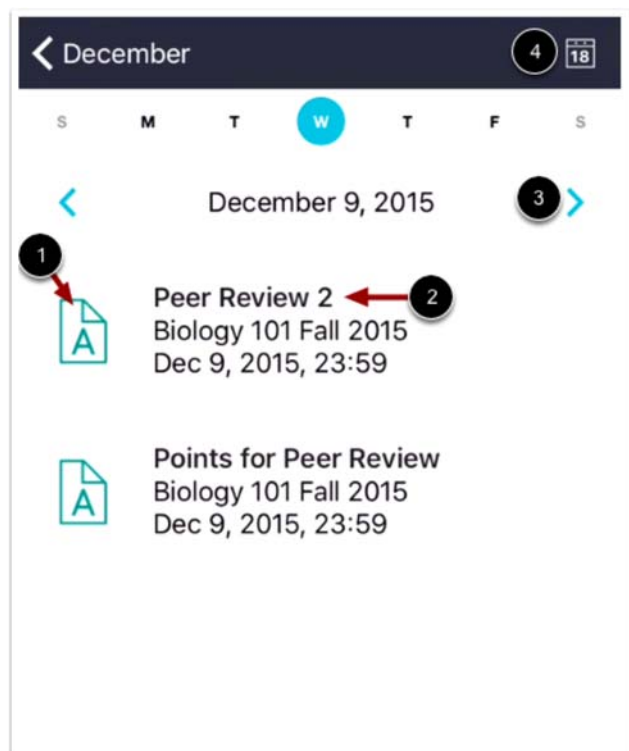 December 4 18
S M T W T F S
December 9, 2015 3
1
Peer Review 2 2
A Biology 101 Fall 2015
Dec 9, 2015, 23:59
Points for Peer Review
A Biology 101 Fall 2015
Dec 9, 2015, 23:59